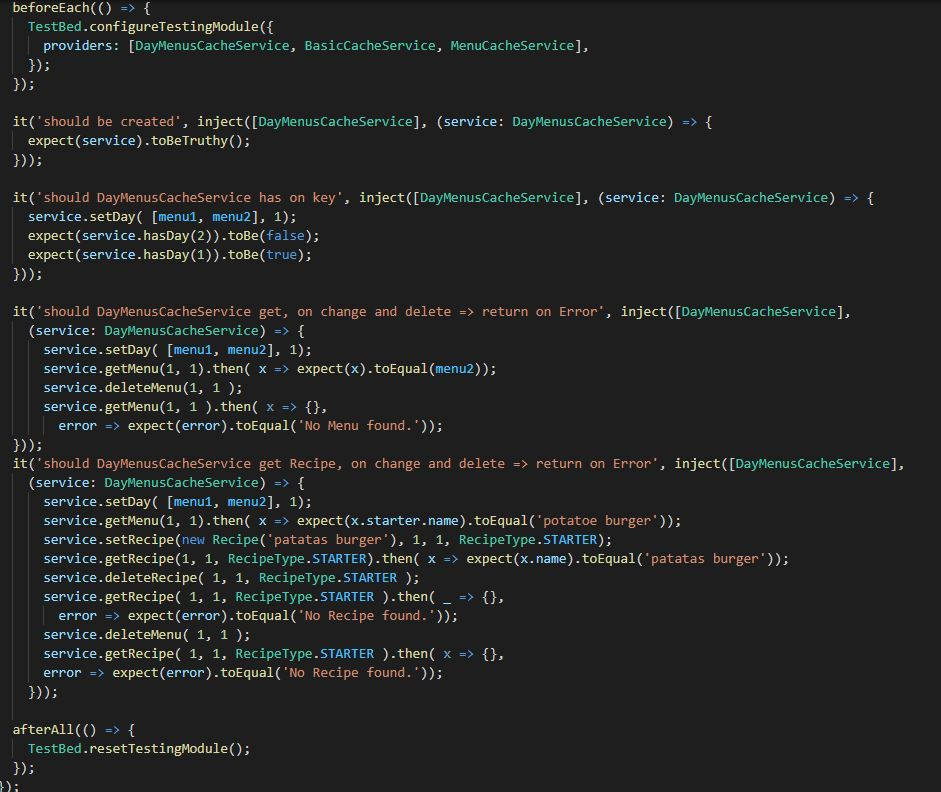 beforeEach(() => {
TestBed.configureTestingModule({
providers: [DayMenusCacheService, BasicCacheService, MenuCacheService],
});
});
it('should be created', inject([DayMenusCacheService], (service: DayMenusCacheService) => {
expect(service).toBeTruthy();
}));
it('should DayMenusCacheService has on key', inject([DayMenusCacheService], (service: DayMenusCacheService) => {
service.setDay( [menu1, menu2], 1);
expect(service.hasDay(2)).toBe(false);
expect(service.hasDay(1)).toBe(true);
}));
it('should DayMenusCacheService get, on change and delete => return on Error', inject([DayMenusCacheService],
(service: DayMenusCacheService) => {
service.setDay( [menu1, menu2], 1);
service.getMenu(1, 1).then( x => expect(x).toEqual(menu2));
service.deleteMenu(1, 1 );
service.getMenu(1, 1 ).then( x => {},
error => expect(error).toEqual('No Menu found.'));
}));
it('should DayMenusCacheService get Recipe, on change and delete => return on Error', inject([DayMenusCacheService],
(service: DayMenusCacheService) => {
service.setDay( [menu1, menu2], 1);
service.getMenu(1, 1).then( x => expect(x.starter.name).toEqual('potatoe burger'));
service.setRecipe(new Recipe('patatas burger'), 1, 1, RecipeType.STARTER);
service.getRecipe(1, 1, RecipeType.STARTER).then( x => expect(x.name).toEqual('patatas burger'));
service.deleteRecipe( 1, 1, RecipeType.STARTER );
service.getRecipe( 1, 1, RecipeType.STARTER ).then( _ => {},
error => expect(error).toEqual('No Recipe found.'));
service.deleteMenu( 1, 1 );
service.getRecipe( 1, 1, RecipeType.STARTER ).then( x => {},
error => expect(error).toEqual('No Recipe found.'));
}));
afterAll(() => {
TestBed.resetTestingModule();
});
});